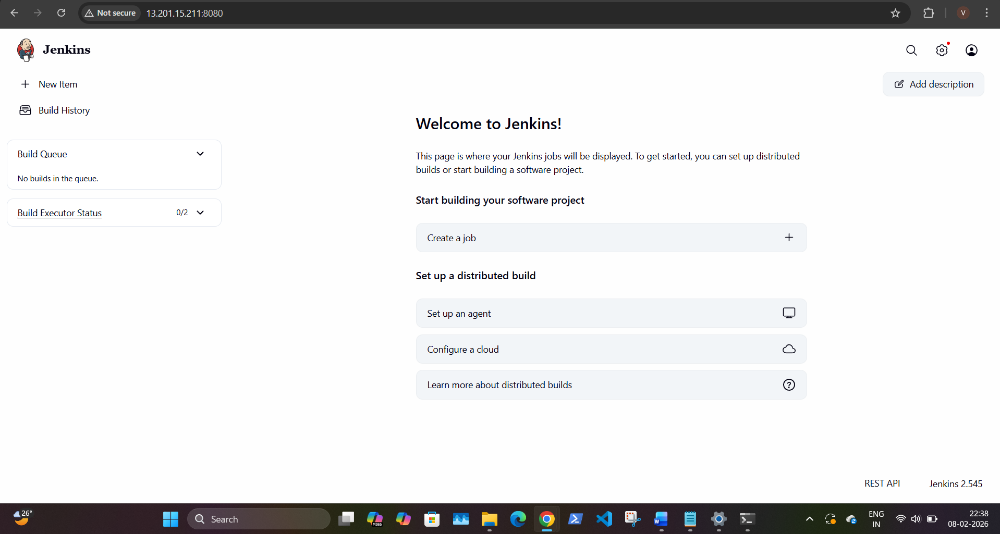 Not secure 13.201.15.211:8080
V
Jenkins
New Item
Add description
Build History
Welcome to Jenkins!
Build Queue
This page is where your Jenkins jobs will be displayed. To get started, you can set up distributed
builds or start building a software project.
No builds in the queue.
Start building your software project
Build Executor Status 0/2
Create a job
Set up a distributed build
Set up an agent
Configure a cloud
Learn more about distributed builds
REST API Jenkins 2.545
26°
Search
M365
W
ENG
IN
22:38
08-02-2026